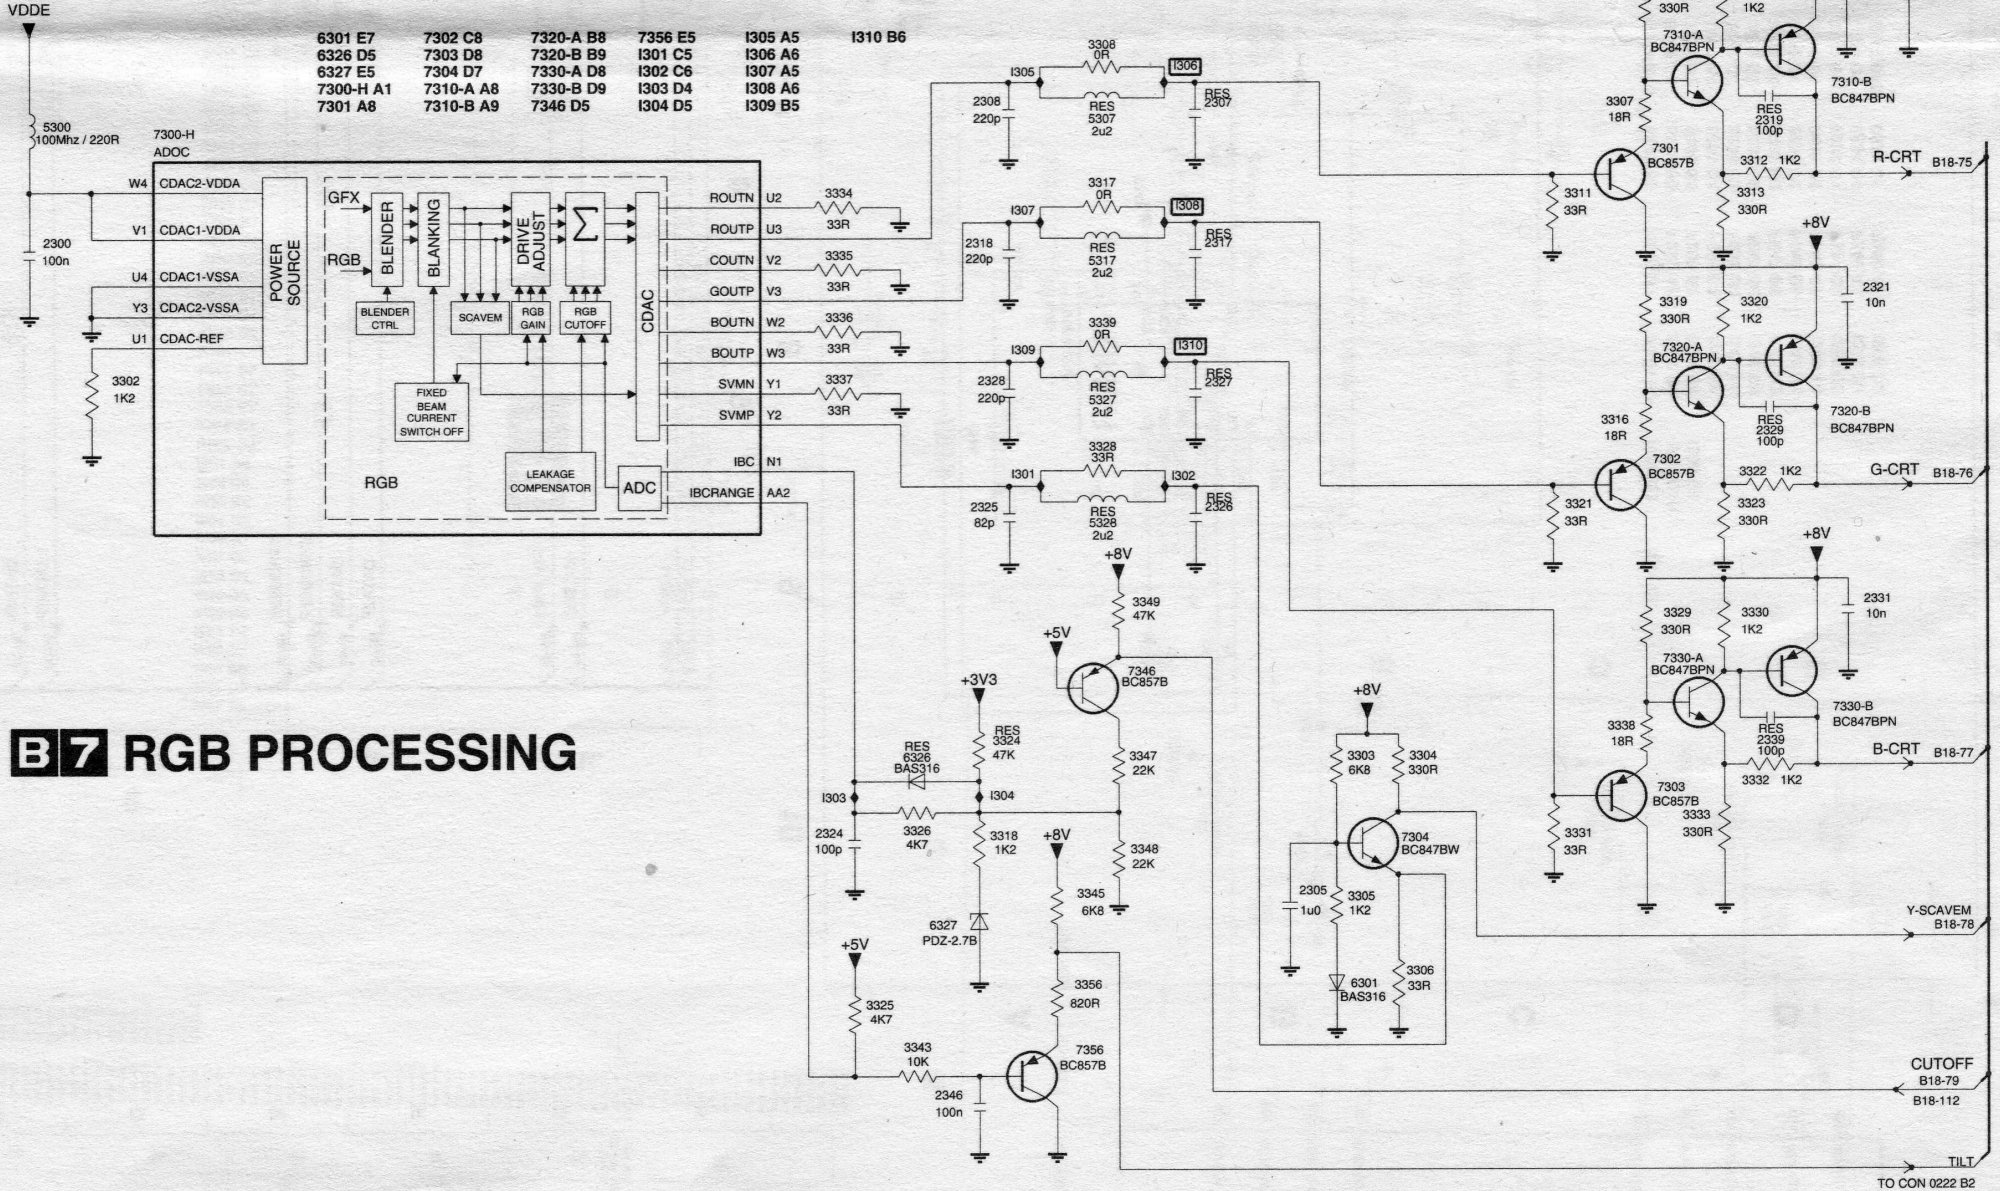 VDDE
6301 E7 7302 C8 7320-A B8 7356 E5 I305 A5 I310 B6
6326 D5 7303 D8 7320-B B9 I301 C5 I306 A6
6327 E5 7304 D7 7330-A D8 I302 C6 I307 A5
7300-H A1 7310-A A8 7330-B D9 I303 D4 I308 A6
7301 A8 7310-B A9 7346 D5 I304 D5 I309 B5
5300
100Mhz / 220R
7300-H
ADOC
W4 CDAC2-VDDA
V1 CDAC1-VDDA
U4 CDAC1-VSSA
Y3 CDAC2-VSSA
U1 CDAC-REF
2300
100n
3302
1K2
POWER
SOURCE
GFX
RGB
BLENDER
BLANKING
DRIVE
ADJUST
Σ
CDAC
BLENDER
CTRL
SCAVEM
RGB
GAIN
RGB
CUTOFF
FIXED
BEAM
CURRENT
SWITCH OFF
LEAKAGE
COMPENSATOR
ADC
RGB
ROUTN U2
ROUTP U3
COUTN V2
GOUTP V3
BOUTN W2
BOUTP W3
SVMN Y1
SVMP Y2
IBC N1
IBCRANGE AA2
3334
33R
3335
33R
3336
33R
3337
33R
3308
0R
I305
I306
2308
220p
RES
5307
2u2
RES
2307
3317
0R
I307
I308
2318
220p
RES
5317
2u2
RES
2317
3339
0R
I309
I310
2328
220p
RES
5327
2u2
RES
2327
3328
33R
I301
I302
2325
82p
RES
5328
2u2
RES
2326
330R
1K2
7310-A
BC847BPN
7310-B
BC847BPN
3307
18R
RES
2319
100p
7301
BC857B
3311
33R
3312 1K2
3313
330R
R-CRT B18-75
+8V
3319
330R
3320
1K2
2321
10n
7320-A
BC847BPN
7320-B
BC847BPN
3316
18R
RES
2329
100p
7302
BC857B
3321
33R
3322 1K2
3323
330R
G-CRT B18-76
+8V
3329
330R
3330
1K2
2331
10n
7330-A
BC847BPN
7330-B
BC847BPN
3338
18R
RES
2339
100p
7303
BC857B
3331
33R
3332 1K2
3333
330R
B-CRT B18-77
+8V
3349
47K
+5V
7346
BC857B
+3V3
RES
3324
47K
RES
6326
BAS316
3347
22K
I303
I304
2324
100p
3326
4K7
3318
1K2
+8V
3348
22K
3345
6K8
6327
PDZ-2.7B
+5V
3325
4K7
3356
820R
3343
10K
7356
BC857B
2346
100n
+8V
3303
6K8
3304
330R
7304
BC847BW
2305
1u0
3305
1K2
6301
BAS316
3306
33R
Y-SCAVEM
B18-78
CUTOFF
B18-79
B18-112
TILT
TO CON 0222 B2
B7 RGB PROCESSING